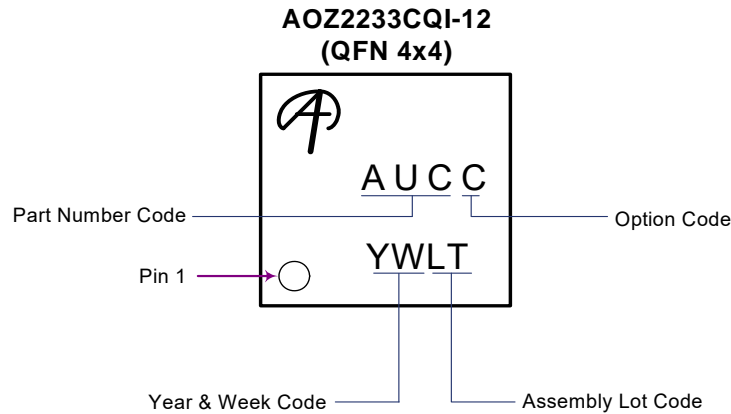 AOZ2233CQI-12
(QFN 4x4)
AUCC
Part Number Code
Option Code
YWLT
Pin 1
Year & Week Code
Assembly Lot Code